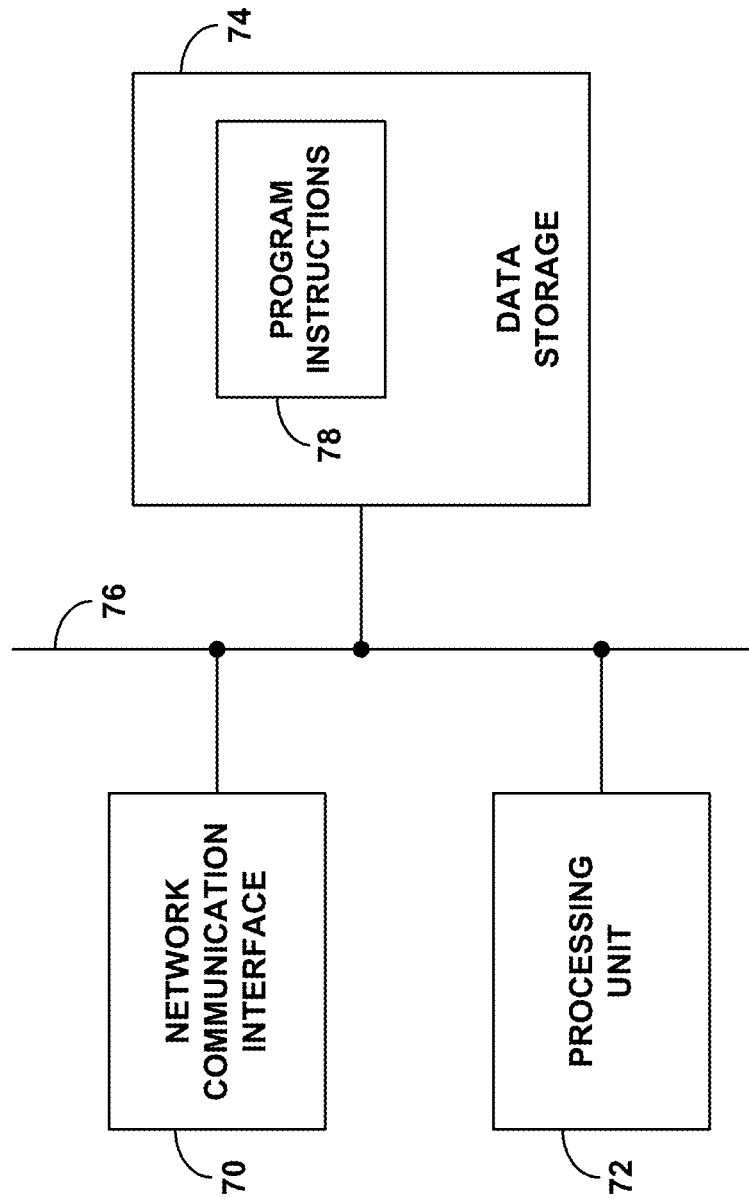 70
NETWORK
COMMUNICATION
INTERFACE
76
74
78
PROGRAM
INSTRUCTIONS
DATA
STORAGE
72
PROCESSING
UNIT